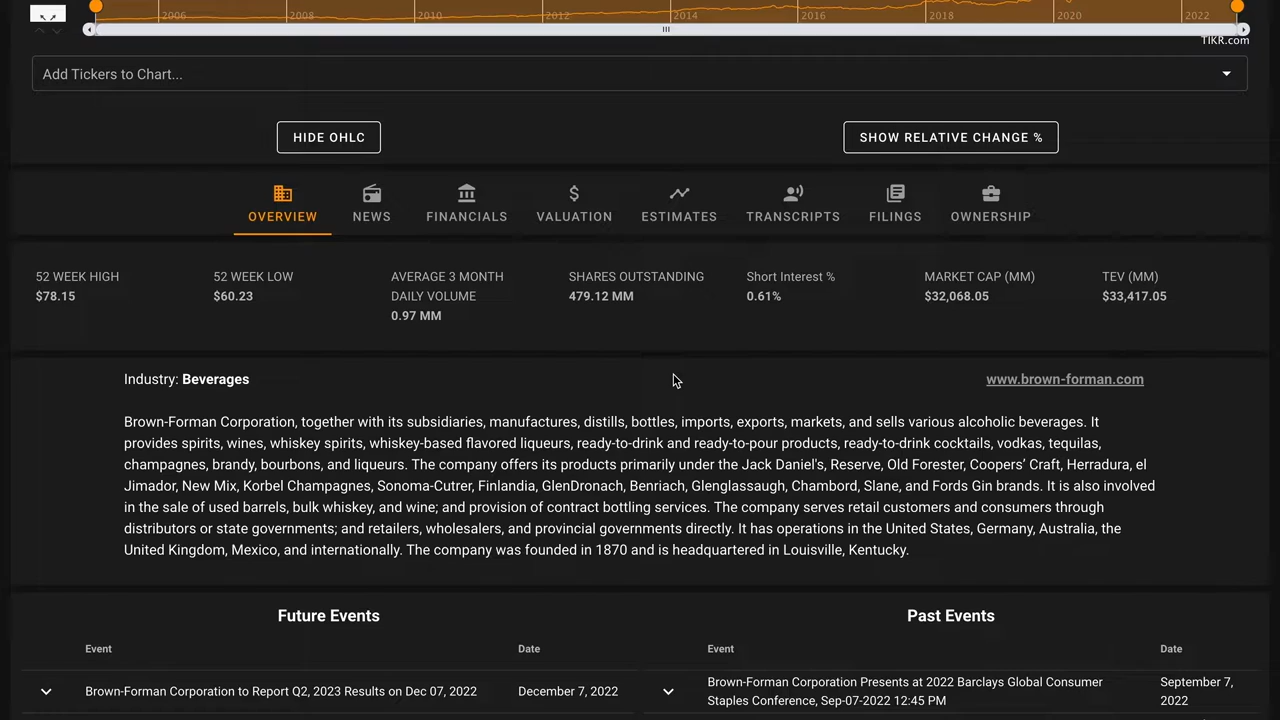 2006 2008 2010 2012 2014 2016 2018 2020 2022
TIKR.com
Add Tickers to Chart...
HIDE OHLC
SHOW RELATIVE CHANGE %
OVERVIEW NEWS FINANCIALS VALUATION ESTIMATES TRANSCRIPTS FILINGS OWNERSHIP
52 WEEK HIGH
$78.15
52 WEEK LOW
$60.23
AVERAGE 3 MONTH
DAILY VOLUME
0.97 MM
SHARES OUTSTANDING
479.12 MM
Short Interest %
0.61%
MARKET CAP (MM)
$32,068.05
TEV (MM)
$33,417.05
Industry: Beverages
www.brown-forman.com
Brown-Forman Corporation, together with its subsidiaries, manufactures, distills, bottles, imports, exports, markets, and sells various alcoholic beverages. It
provides spirits, wines, whiskey spirits, whiskey-based flavored liqueurs, ready-to-drink and ready-to-pour products, ready-to-drink cocktails, vodkas, tequilas,
champagnes, brandy, bourbons, and liqueurs. The company offers its products primarily under the Jack Daniel's, Reserve, Old Forester, Coopers’ Craft, Herradura, el
Jimador, New Mix, Korbel Champagnes, Sonoma-Cutrer, Finlandia, GlenDronach, Benriach, Glenglassaugh, Chambord, Slane, and Fords Gin brands. It is also involved
in the sale of used barrels, bulk whiskey, and wine; and provision of contract bottling services. The company serves retail customers and consumers through
distributors or state governments; and retailers, wholesalers, and provincial governments directly. It has operations in the United States, Germany, Australia, the
United Kingdom, Mexico, and internationally. The company was founded in 1870 and is headquartered in Louisville, Kentucky.
Future Events
Event Date
Brown-Forman Corporation to Report Q2, 2023 Results on Dec 07, 2022 December 7, 2022
Past Events
Event Date
Brown-Forman Corporation Presents at 2022 Barclays Global Consumer
Staples Conference, Sep-07-2022 12:45 PM
September 7,
2022